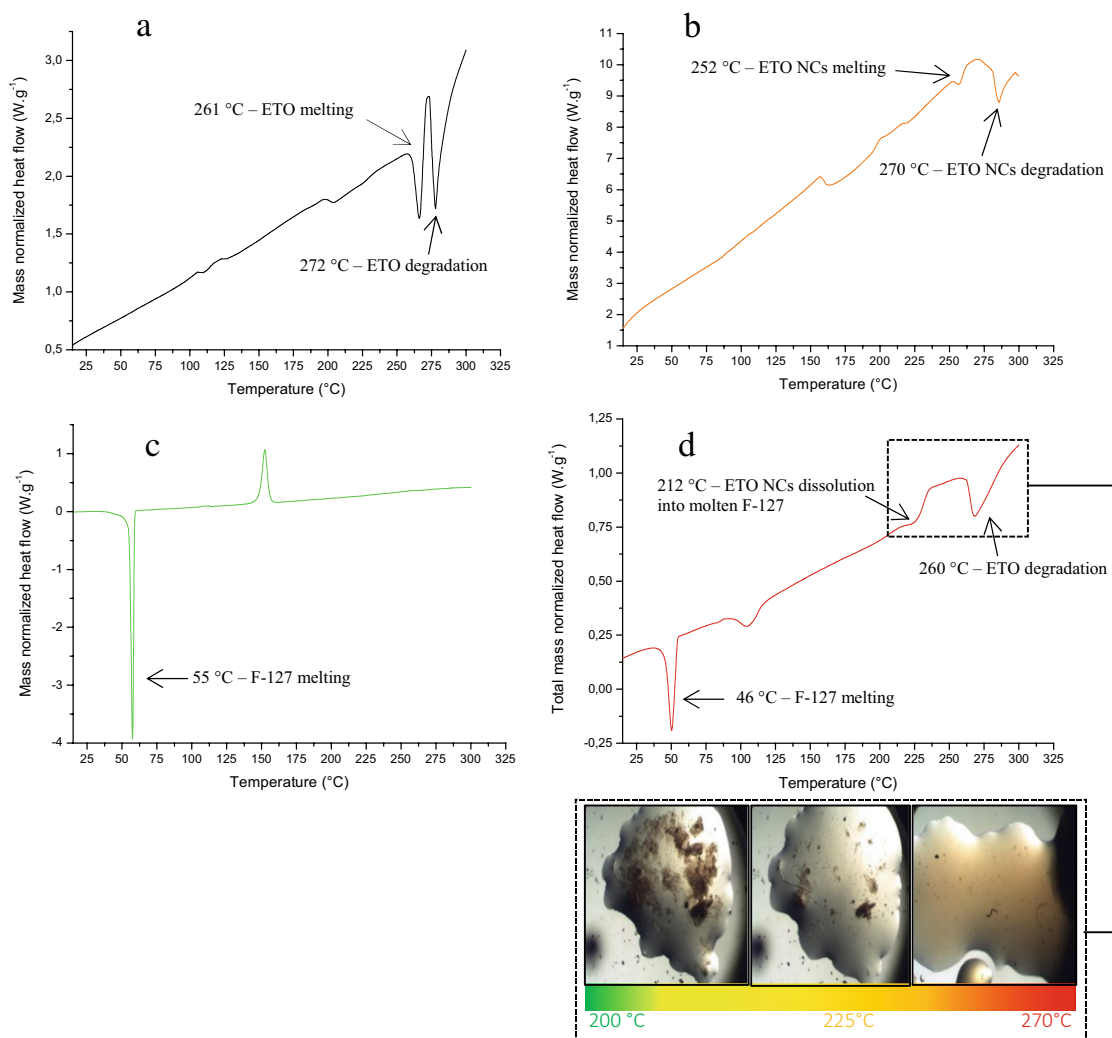 a
3,0
2,5
2,0
1,5
1,0
0,5
Mass normalized heat flow (W.g-1)
261 °C – ETO melting
272 °C – ETO degradation
25 50 75 100 125 150 175 200 225 250 275 300 325
Temperature (°C)
b
11
10
9
8
7
6
5
4
3
2
1
Mass normalized heat flow (W.g-1)
252 °C – ETO NCs melting
270 °C – ETO NCs degradation
25 50 75 100 125 150 175 200 225 250 275 300 325
Temperature (°C)
c
1
0
-1
-2
-3
-4
Mass normalized heat flow (W.g-1)
55 °C – F-127 melting
25 50 75 100 125 150 175 200 225 250 275 300 325
Temperature (°C)
d
1,25
1,00
0,75
0,50
0,25
0,00
-0,25
Total mass normalized heat flow (W.g-1)
212 °C – ETO NCs dissolution
into molten F-127
260 °C – ETO degradation
46 °C – F-127 melting
25 50 75 100 125 150 175 200 225 250 275 300 325
Temperature (°C)
200 °C 225°C 270°C